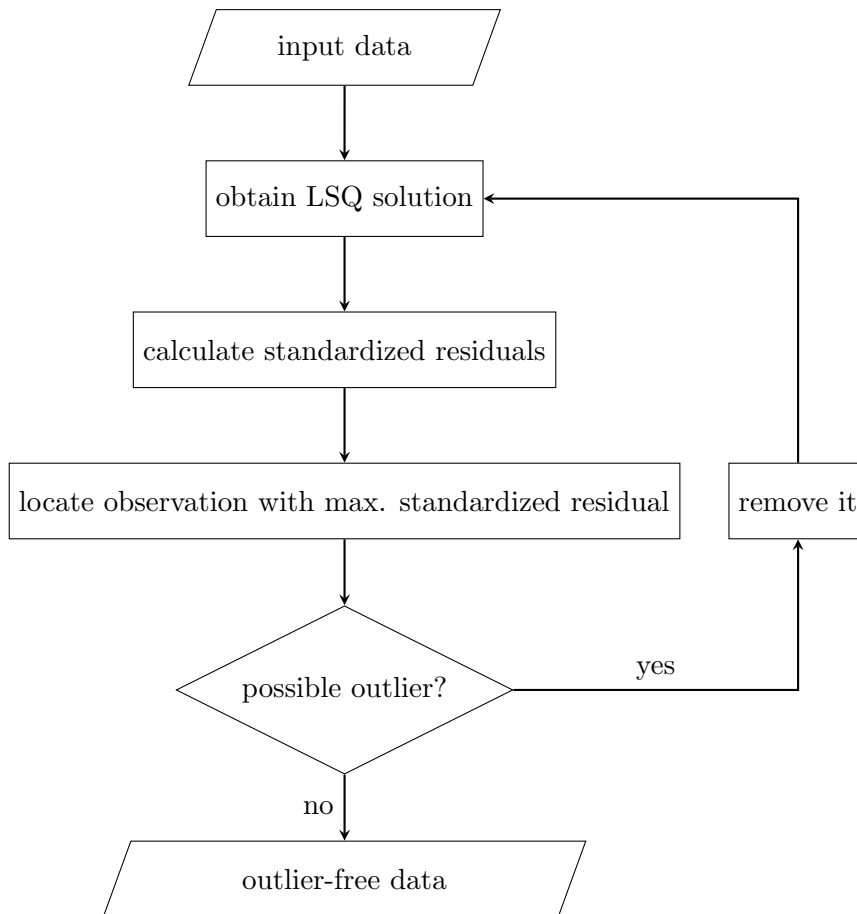 input data
obtain LSQ solution
calculate standardized residuals
locate observation with max. standardized residual
remove it
possible outlier?
yes
no
outlier-free data